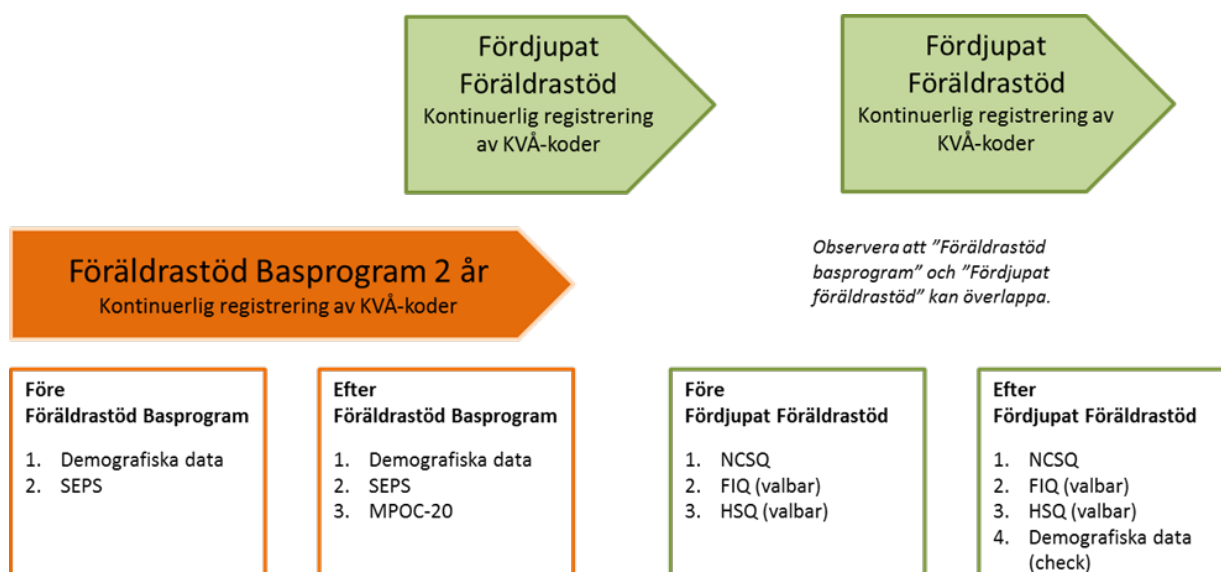 Fördjupat
Föräldrastöd
Kontinuerlig registrering
av KVÅ-koder
Fördjupat
Föräldrastöd
Kontinuerlig registrering av
KVÅ-koder
Föräldrastöd Basprogram 2 år
Kontinuerlig registrering av KVÅ-koder
Observera att ”Föräldrastöd
basprogram” och ”Fördjupat
föräldrastöd” kan överlappa.
Före
Föräldrastöd Basprogram
1. Demografiska data
2. SEPS
Efter
Föräldrastöd Basprogram
1. Demografiska data
2. SEPS
3. MPOC-20
Före
Fördjupat Föräldrastöd
1. NCSQ
2. FIQ (valbar)
3. HSQ (valbar)
Efter
Fördjupat Föräldrastöd
1. NCSQ
2. FIQ (valbar)
3. HSQ (valbar)
4. Demografiska data
(check)